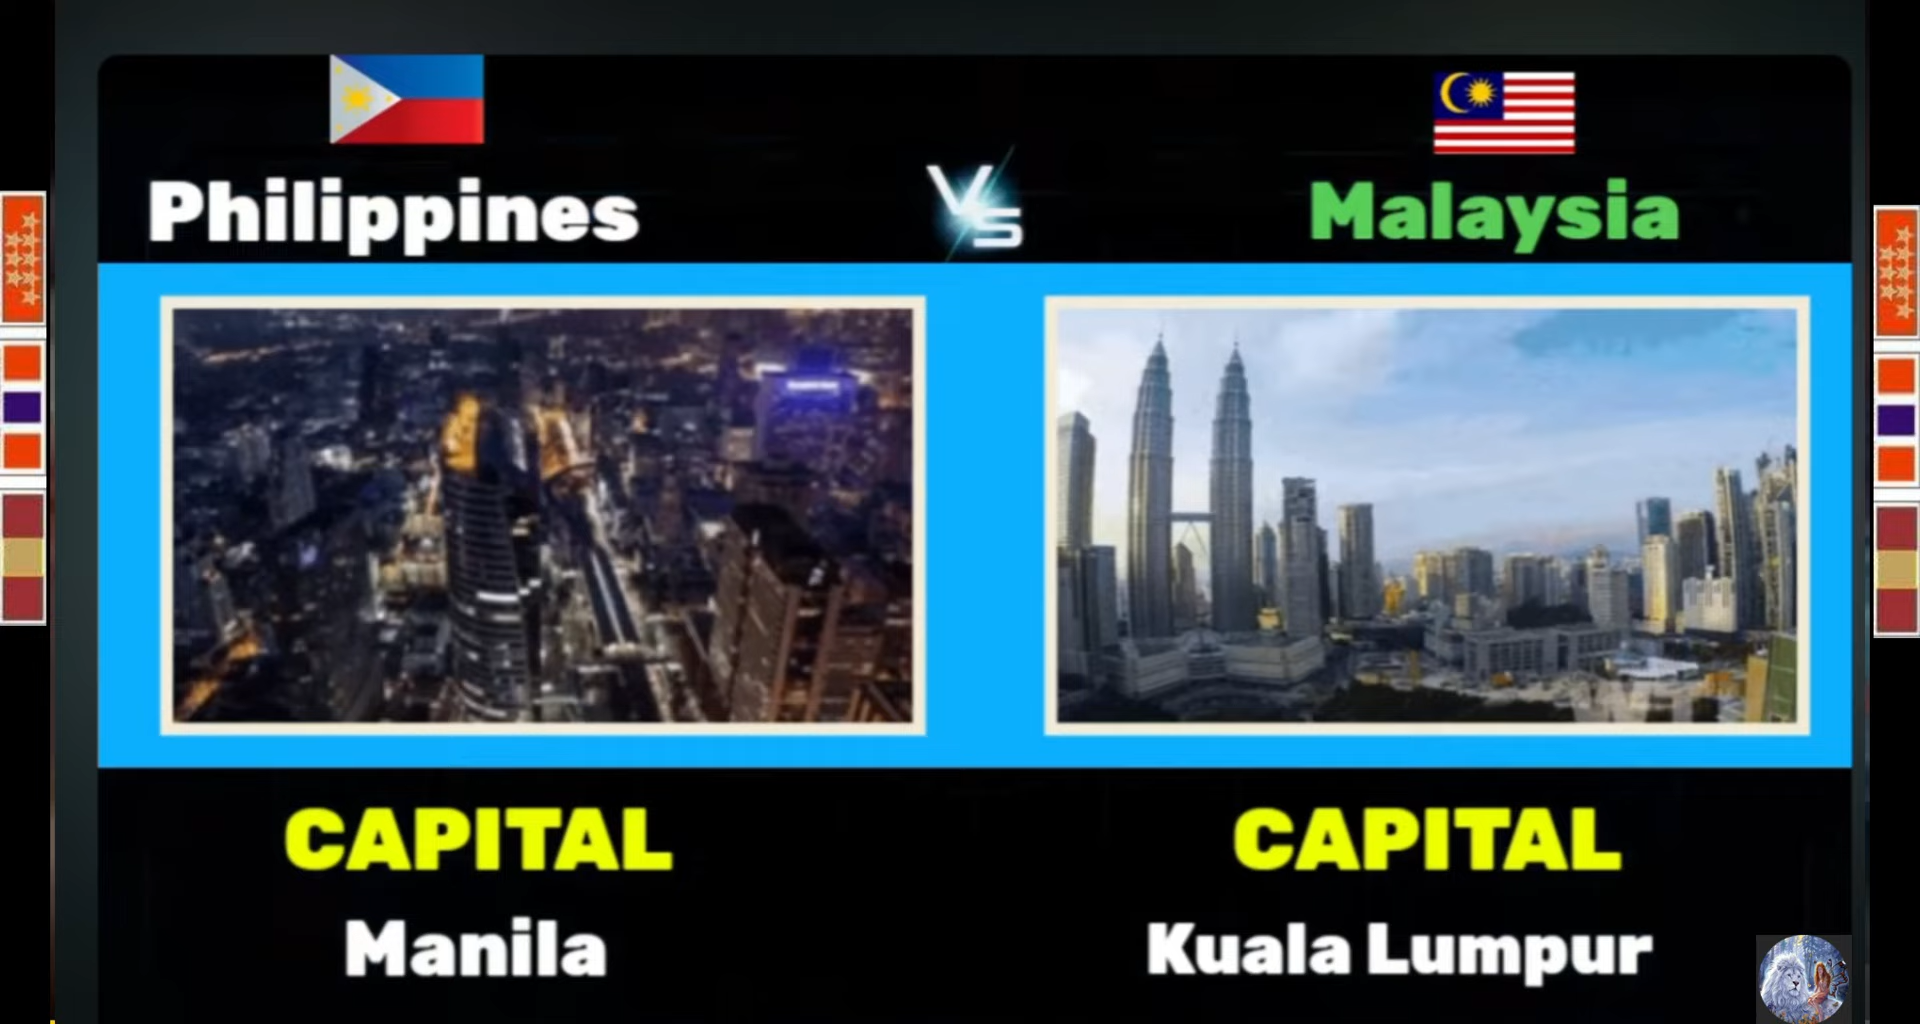 Philippines
VS
Malaysia
CAPITAL
Manila
CAPITAL
Kuala Lumpur